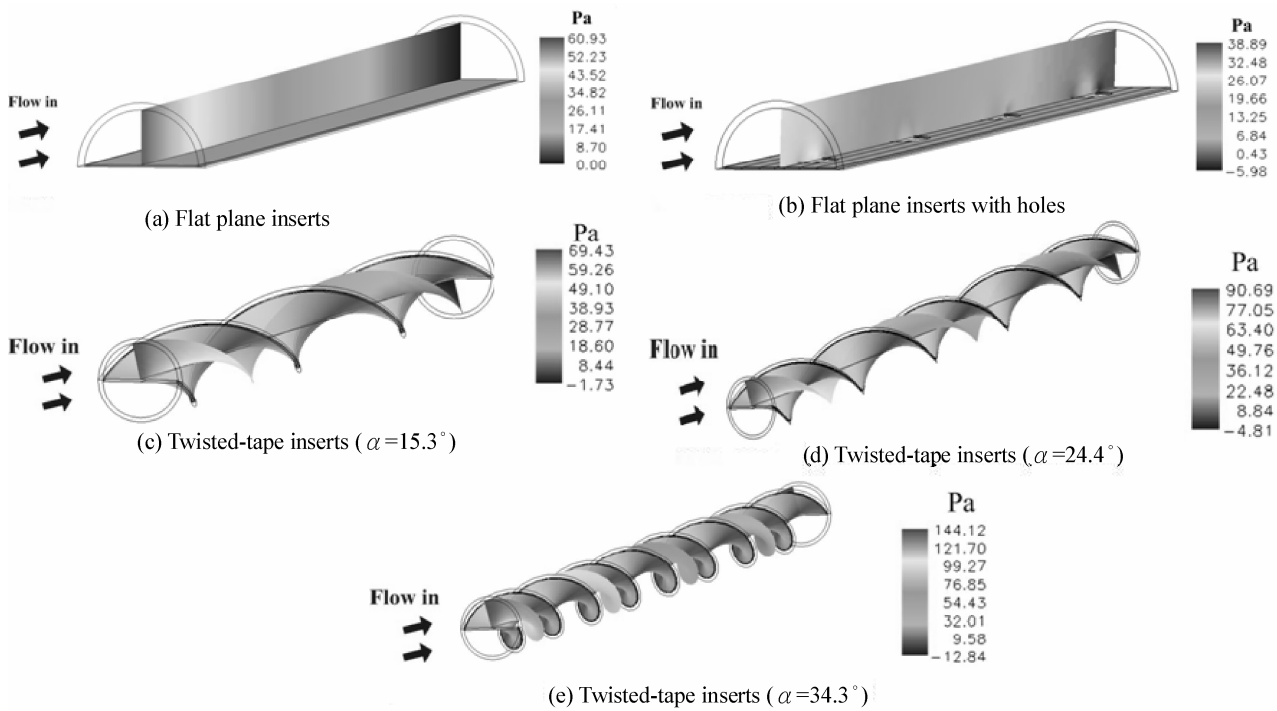 Pa
60.93
52.23
43.52
34.82
26.11
17.41
8.70
0.00
Flow in
(a) Flat plane inserts
Pa
38.89
32.48
26.07
19.66
13.25
6.84
0.43
−5.98
Flow in
(b) Flat plane inserts with holes
Pa
69.43
59.26
49.10
38.93
28.77
18.60
8.44
−1.73
Flow in
(c) Twisted-tape inserts (α=15.3°)
Pa
90.69
77.05
63.40
49.76
36.12
22.48
8.84
−4.81
Flow in
(d) Twisted-tape inserts (α=24.4°)
Pa
144.12
121.70
99.27
76.85
54.43
32.01
9.58
−12.84
Flow in
(e) Twisted-tape inserts (α=34.3°)